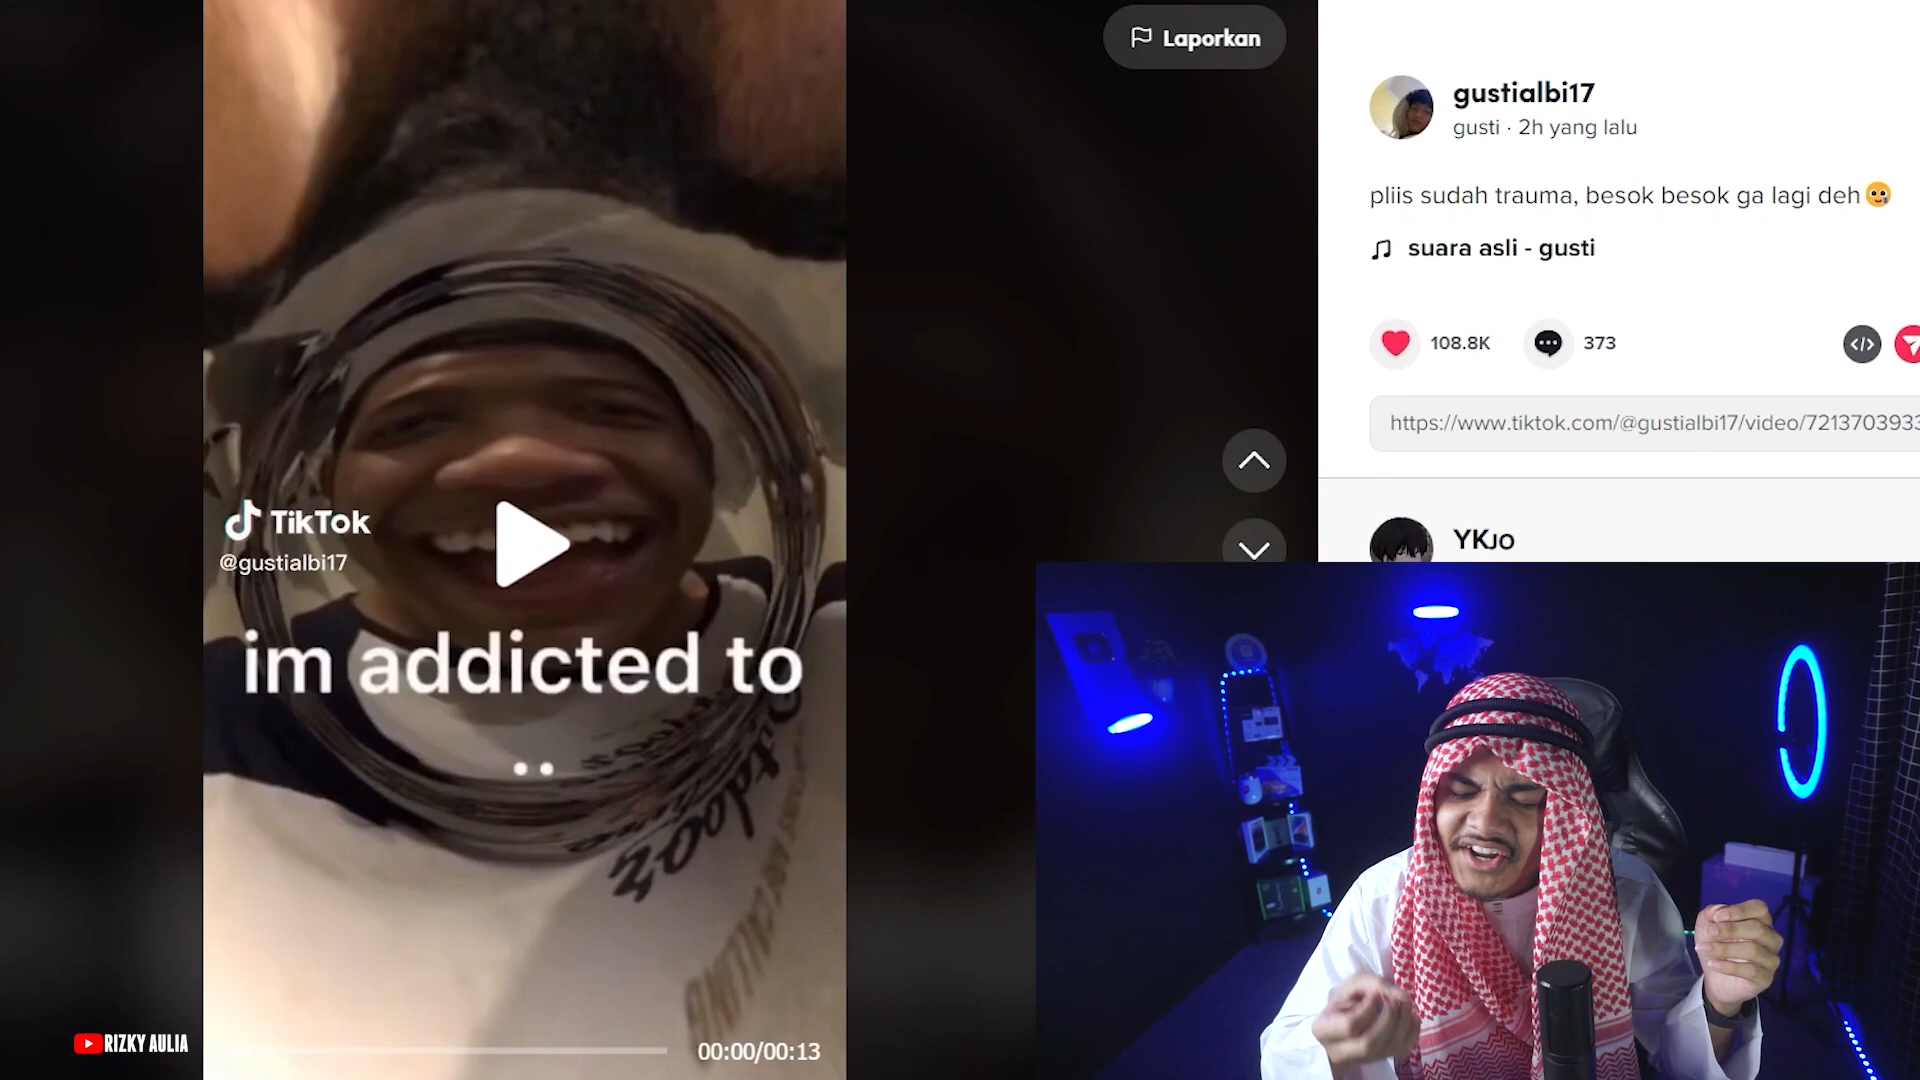 Laporkan
gustialbi17
gusti · 2h yang lalu
pliis sudah trauma, besok besok ga lagi deh🥲
suara asli - gusti
108.8K
373
https://www.tiktok.com/@gustialbi17/video/7213703933
YKJO
TikTok
@gustialbi17
im addicted to
..
00:00/00:13
RIZKY AULIA